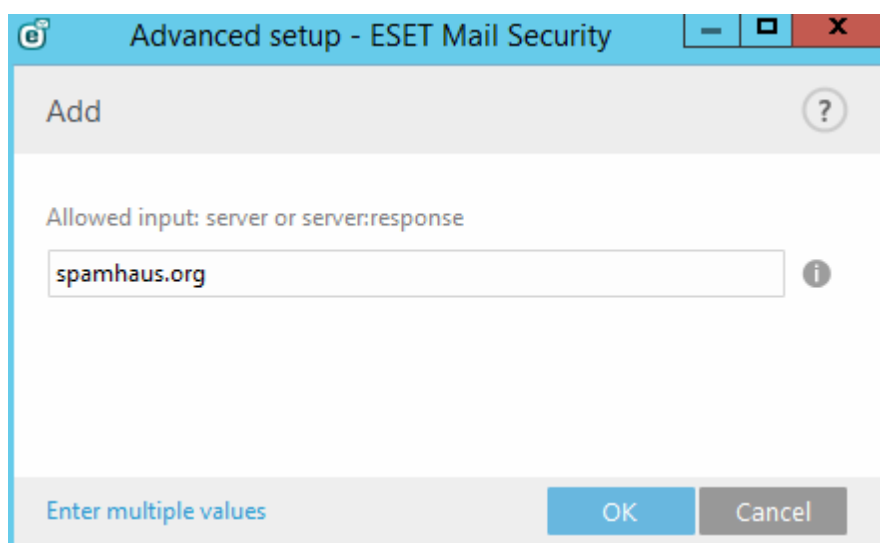 Advanced setup - ESET Mail Security
Add
?
Allowed input: server or server:response
spamhaus.org
Enter multiple values
OK
Cancel